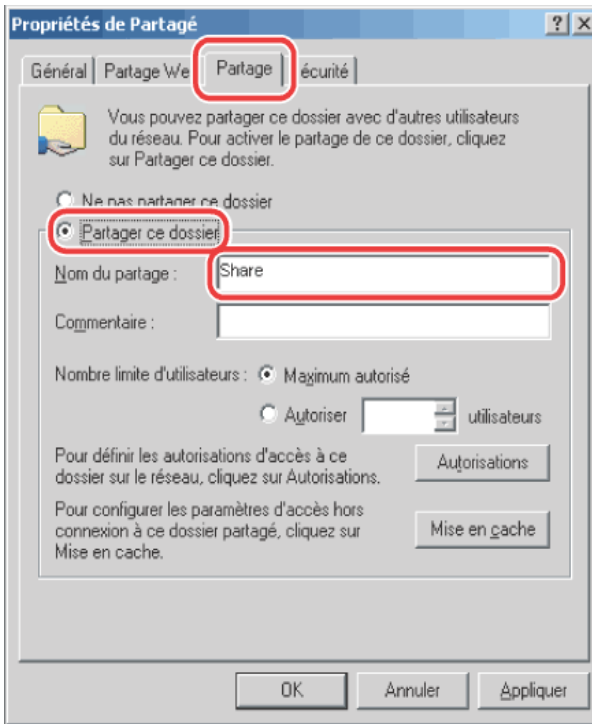 Propriétés de Partagé
Général Partage We Partage écurité
Vous pouvez partager ce dossier avec d'autres utilisateurs
du réseau. Pour activer le partage de ce dossier, cliquez
sur Partager ce dossier.
Ne pas partager ce dossier
Partager ce dossier
Nom du partage : Share
Commentaire :
Nombre limite d'utilisateurs : Maximum autorisé
Autoriser utilisateurs
Pour définir les autorisations d'accès à ce
dossier sur le réseau, cliquez sur Autorisations.
Autorisations
Pour configurer les paramètres d'accès hors
connexion à ce dossier partagé, cliquez sur
Mise en cache.
Mise en cache
OK Annuler Appliquer